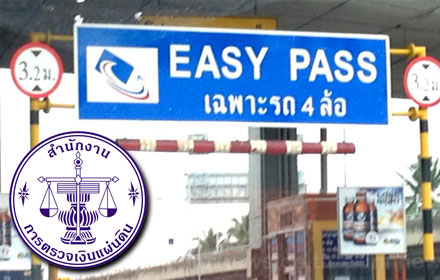 EASY PASS
เฉพาะรถ 4 ล้อ
3.2 ม.
3.2
สำนักงาน
การตรวจเงินแผ่นดิน